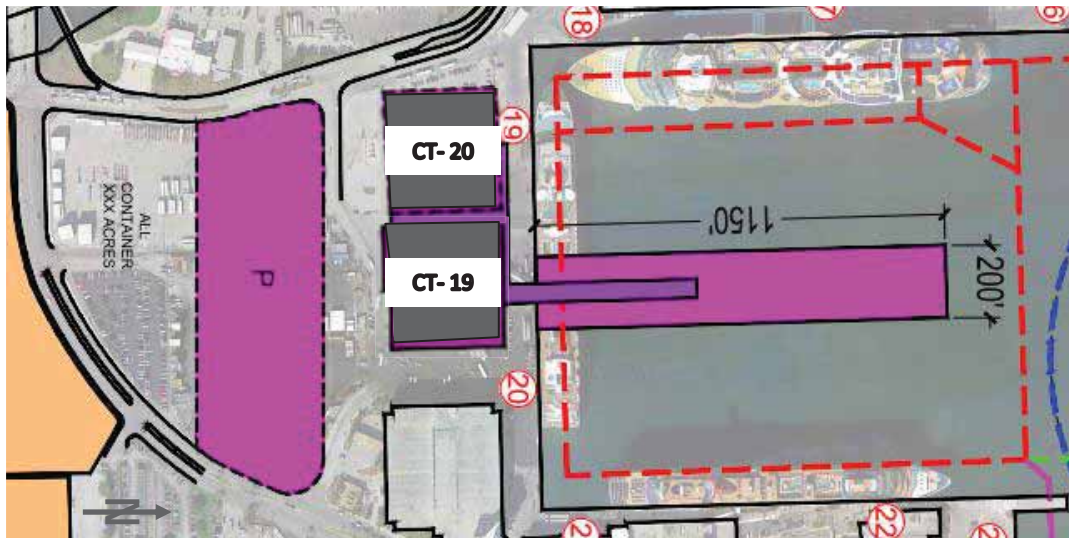 18
19
CT- 20
1150'
ALL
CONTAINER
XXX ACRES
P
CT- 19
200'
20
22
N